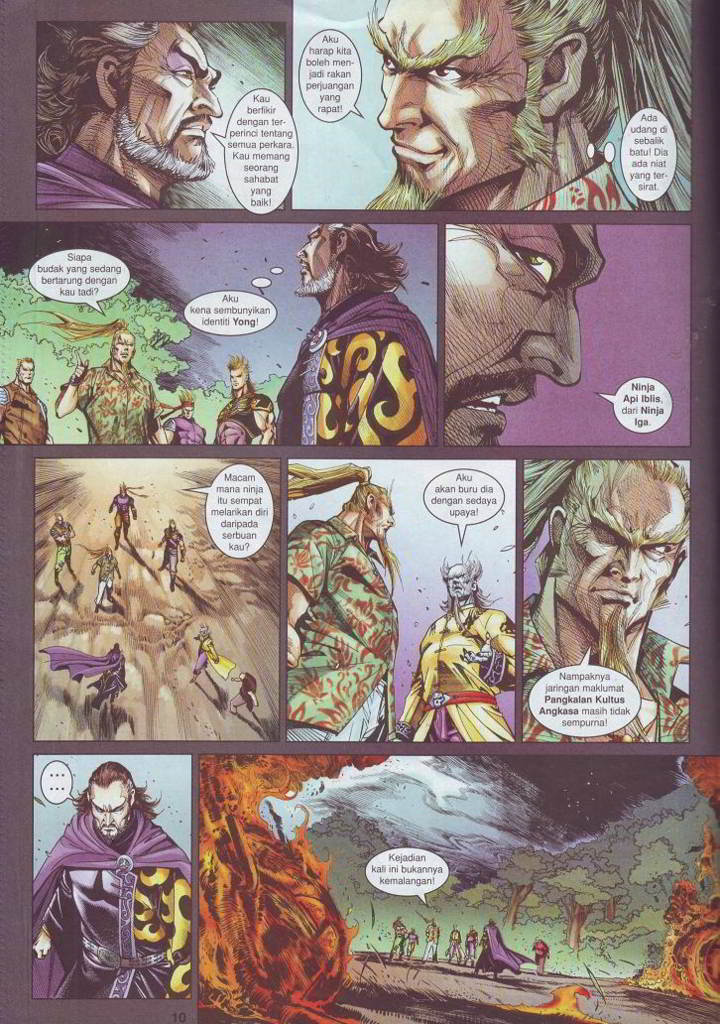 Kau
berfikir
dengan ter-
perinci tentang
semua perkara.
Kau memang
seorang
sahabat
yang
baik!
Aku
harap kita
boleh men-
jadi rakan
perjuangan
yang
rapat!
Ada
udang di
sebalik
batu! Dia
ada niat
yang ter-
sirat.
Siapa
budak yang sedang
bertarung dengan
kau tadi?
Aku
kena sembunyikan
identiti Yong!
Ninja
Api Iblis,
dari Ninja
Iga.
Macam
mana ninja
itu sempat
melarikan diri
daripada
serbuan
kau?
Aku
akan buru dia
dengan sedaya
upaya!
Nampaknya
jaringan maklumat
Pangkalan Kultus
Angkasa masih tidak
sempurna!
...
...
Kejadian
kali ini bukannya
kemalangan!
10